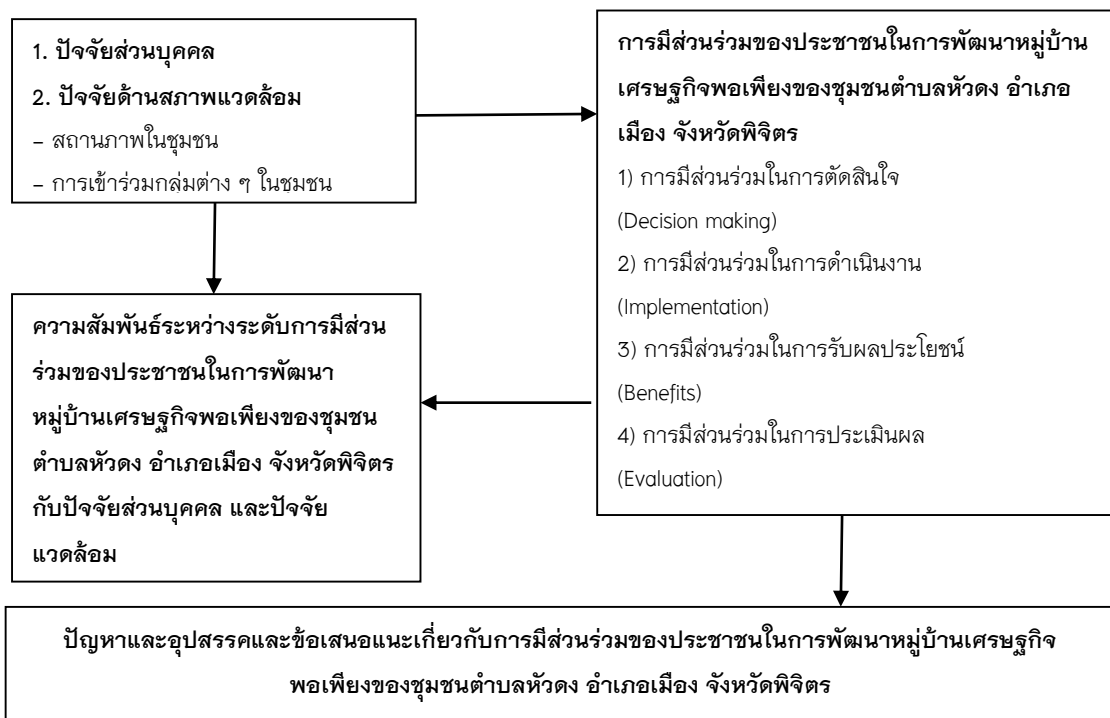 1. ปัจจัยส่วนบุคคล
2. ปัจจัยด้านสภาพแวดล้อม
– สถานภาพในชุมชน
– การเข้าร่วมกลุ่มต่าง ๆ ในชุมชน
การมีส่วนร่วมของประชาชนในการพัฒนาหมู่บ้าน
เศรษฐกิจพอเพียงของชุมชนตำบลหัวดง อำเภอ
เมือง จังหวัดพิจิตร
1) การมีส่วนร่วมในการตัดสินใจ
(Decision making)
2) การมีส่วนร่วมในการดำเนินงาน
(Implementation)
3) การมีส่วนร่วมในการรับผลประโยชน์
(Benefits)
4) การมีส่วนร่วมในการประเมินผล
(Evaluation)
ความสัมพันธ์ระหว่างระดับการมีส่วน
ร่วมของประชาชนในการพัฒนา
หมู่บ้านเศรษฐกิจพอเพียงของชุมชน
ตำบลหัวดง อำเภอเมือง จังหวัดพิจิตร
กับปัจจัยส่วนบุคคล และปัจจัย
แวดล้อม
ปัญหาและอุปสรรคและข้อเสนอแนะเกี่ยวกับการมีส่วนร่วมของประชาชนในการพัฒนาหมู่บ้านเศรษฐกิจ
พอเพียงของชุมชนตำบลหัวดง อำเภอเมือง จังหวัดพิจิตร